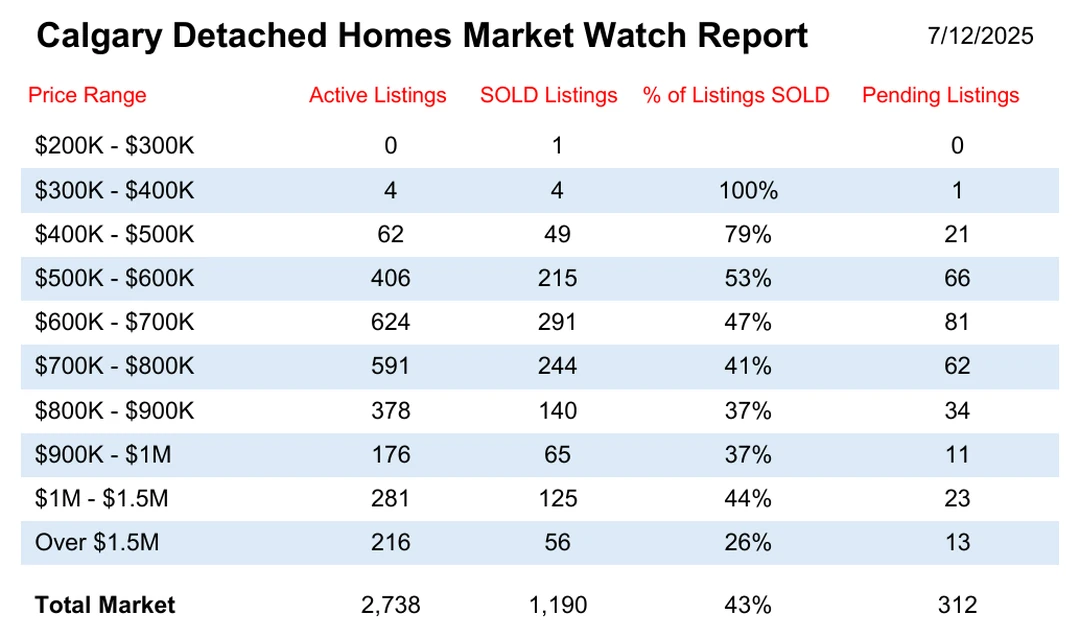 Calgary Detached Homes Market Watch Report 7/12/2025
Price Range Active Listings SOLD Listings % of Listings SOLD Pending Listings
$200K - $300K 0 1 0
$300K - $400K 4 4 100% 1
$400K - $500K 62 49 79% 21
$500K - $600K 406 215 53% 66
$600K - $700K 624 291 47% 81
$700K - $800K 591 244 41% 62
$800K - $900K 378 140 37% 34
$900K - $1M 176 65 37% 11
$1M - $1.5M 281 125 44% 23
Over $1.5M 216 56 26% 13
Total Market 2,738 1,190 43% 312